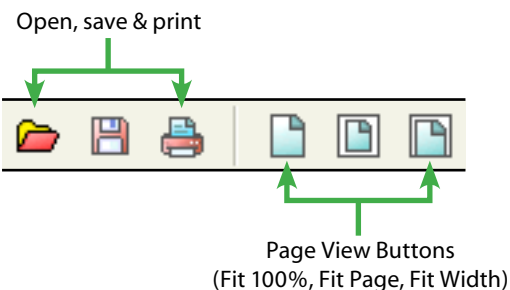 Open, save & print
Page View Buttons
(Fit 100%, Fit Page, Fit Width)